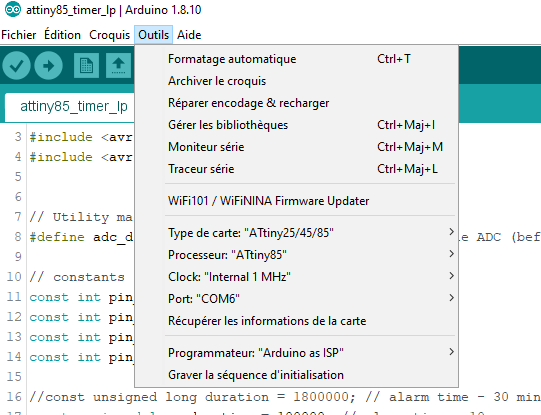 attiny85_timer_lp | Arduino 1.8.10
Fichier Édition Croquis Outils Aide
attiny85_timer_lp
Formatage automatique Ctrl+T
Archiver le croquis
Réparer encodage & recharger
Gérer les bibliothèques Ctrl+Maj+I
Moniteur série Ctrl+Maj+M
Traceur série Ctrl+Maj+L
WiFi101 / WiFiNINA Firmware Updater
Type de carte: "ATtiny25/45/85"
Processeur: "ATtiny85"
Clock: "Internal 1 MHz"
Port: "COM6"
Récupérer les informations de la carte
Programmateur: "Arduino as ISP"
Graver la séquence d'initialisation
3 #include <avr
4 #include <avr
5
6
7 // Utility ma
8 #define adc_d e ADC (bef
9
10 // constants
11 const int pin_
12 const int pin_
13 const int pin_
14 const int pin_
15
16 //const unsigned long duration = 1800000; // alarm time - 30 min